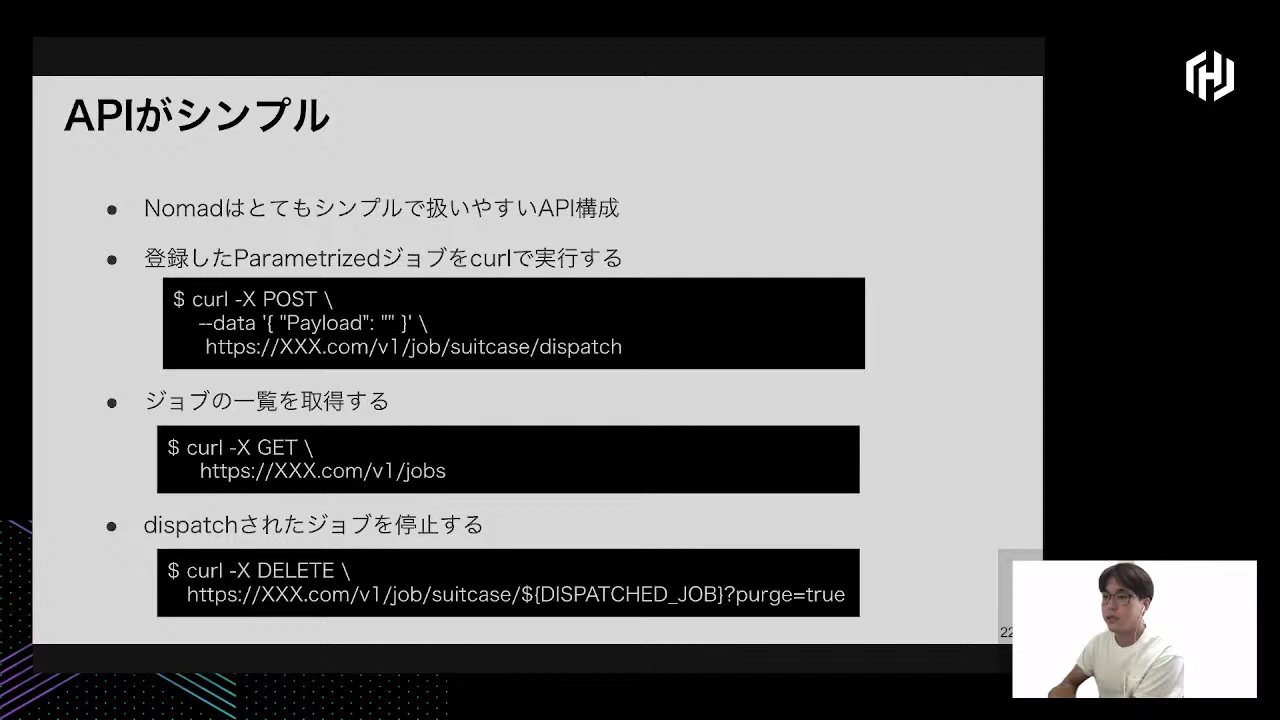 APIがシンプル
● Nomadはとてもシンプルで扱いやすいAPI構成
● 登録したParametrizedジョブをcurlで実行する
$ curl -X POST \
--data '{ "Payload": "" }' \
https://XXX.com/v1/job/suitcase/dispatch
● ジョブの一覧を取得する
$ curl -X GET \
https://XXX.com/v1/jobs
● dispatchされたジョブを停止する
$ curl -X DELETE \
https://XXX.com/v1/job/suitcase/${DISPATCHED_JOB}?purge=true
22